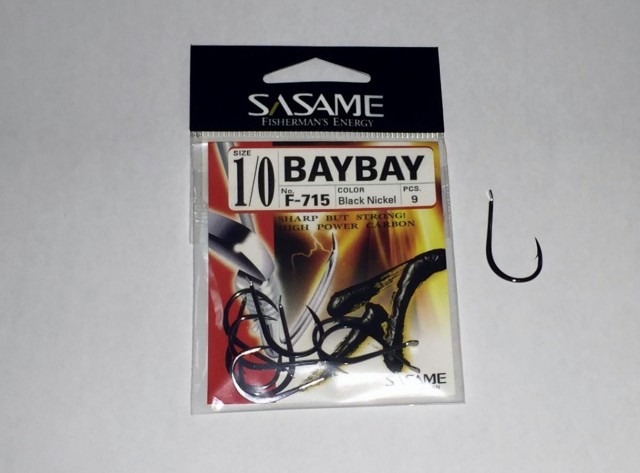 SASAME
FISHERMAN'S ENERGY
SIZE
1/0
BAYBAY
No.
F-715
COLOR
Black Nickel
PCS.
9
SHARP BUT STRONG!
HIGH POWER CARBON
SASAME